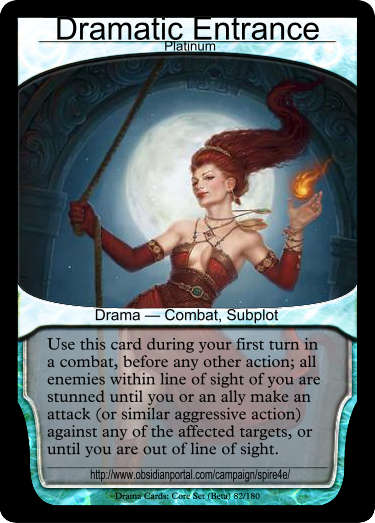 Dramatic Entrance
Platinum
Drama — Combat, Subplot
Use this card during your first turn in
a combat, before any other action; all
enemies within line of sight of you are
stunned until you or an ally make an
attack (or similar aggressive action)
against any of the affected targets, or
until you are out of line of sight.
http://www.obsidianportal.com/campaign/spire4e/
Drama Cards: Core Set (Beta) 62/180